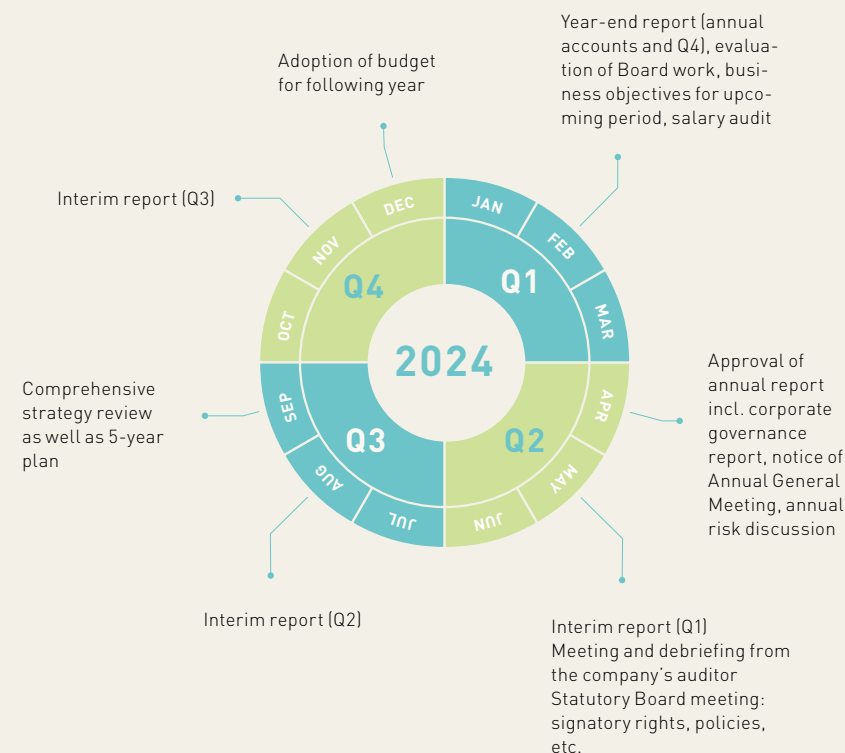 Year-end report (annual
accounts and Q4), evalua-
tion of Board work, busi-
ness objectives for upco-
ming period, salary audit
Adoption of budget
for following year
Interim report (Q3)
DEC
JAN
NOV
FEB
Q4
Q1
OCT
MAR
2024
Approval of
annual report
incl. corporate
governance
report, notice of
Annual General
Meeting, annual
risk discussion
Comprehensive
strategy review
as well as 5-year
plan
SEP
APR
Q3
Q2
AUG
MAY
JUL
JUN
Interim report (Q2)
Interim report (Q1)
Meeting and debriefing from
the company's auditor
Statutory Board meeting:
signatory rights, policies,
etc.